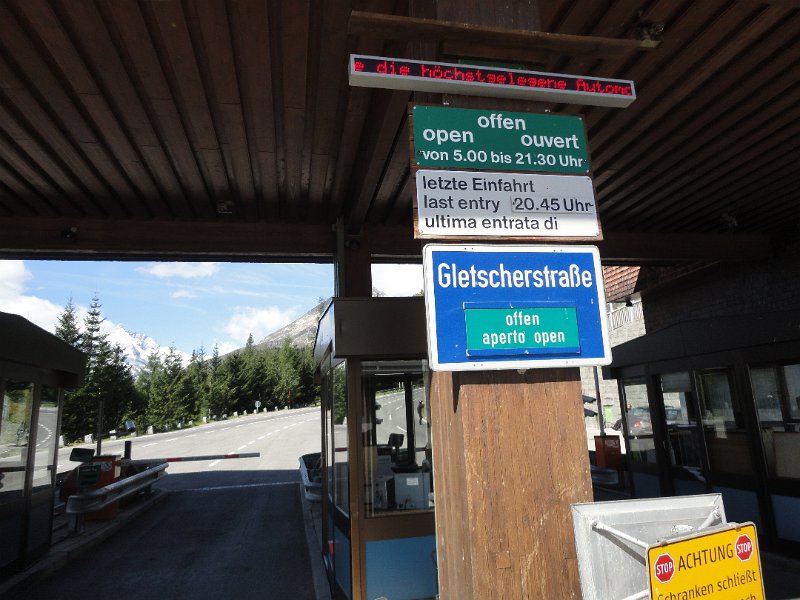 e die höchstgelegene Automo
offen
open ouvert
von 5.00 bis 21.30 Uhr
letzte Einfahrt
last entry 20.45 Uhr
ultima entrata di
Gletscherstraße
offen
aperto open
STOP ACHTUNG STOP
Schranken schließt